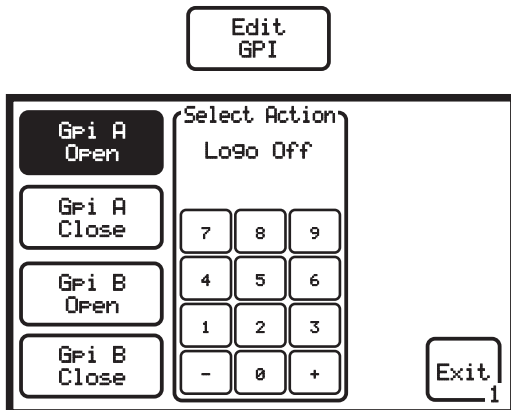 Edit
GPI
Gpi A
Open
Gpi A
Close
Gpi B
Open
Gpi B
Close
Select Action
Logo Off
7 8 9
4 5 6
1 2 3
- 0 +
Exit
1